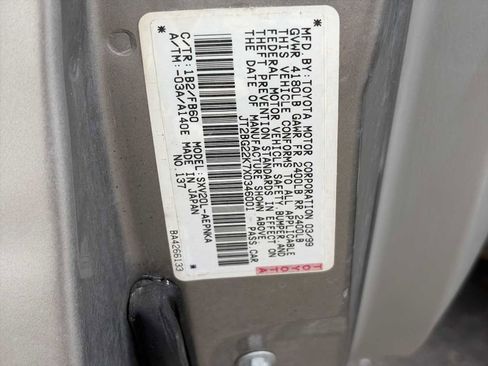 MFD. BY: TOYOTA MOTOR CORPORATION 03/99
GVWR 4180LB GAWR FR 2400LB RR 2400LB
THIS VEHICLE CONFORMS TO ALL APPLICABLE
FEDERAL MOTOR VEHICLE SAFETY, BUMPER AND
THEFT PREVENTION STANDARDS IN EFFECT ON
THE DATE OF MANUFACTURE SHOWN ABOVE.
JT2BG22K7X0346001 PASS CAR
TOYOTA
TOYOTA
C/TR: 1B2/FB60 MODEL: SXV20L-AEPNKA
A/TM: -03A/A140E MADE IN JAPAN
NO. 137
BA4266133